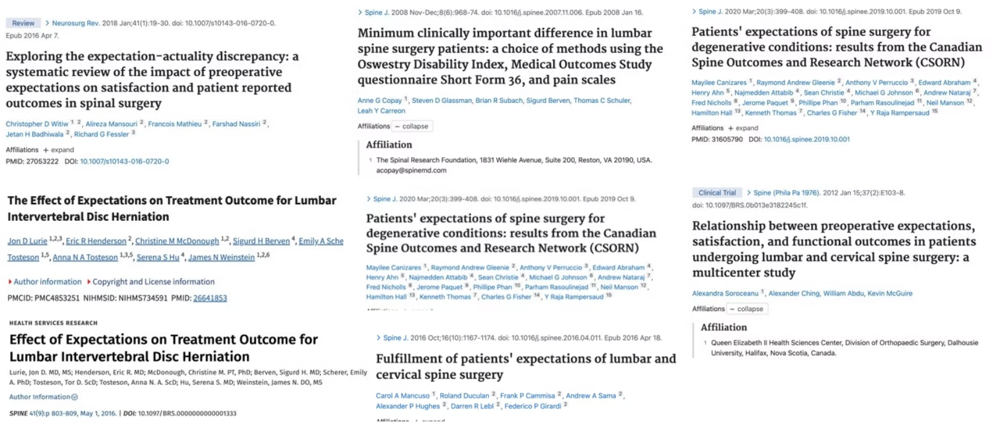 Review > Neurosurg Rev. 2018 Jan;41(1):19-30. doi: 10.1007/s10143-016-0720-0.
Epub 2016 Apr 7.
Exploring the expectation-actuality discrepancy: a
systematic review of the impact of preoperative
expectations on satisfaction and patient reported
outcomes in spinal surgery
Christopher D Witiw 1 2, Alireza Mansouri 2, Francois Mathieu 2, Farshad Nassiri 2,
Jetan H Badhiwala 2, Richard G Fessler 3
Affiliations + expand
PMID: 27053222 DOI: 10.1007/s10143-016-0720-0
The Effect of Expectations on Treatment Outcome for Lumbar
Intervertebral Disc Herniation
Jon D Lurie 1,2,3, Eric R Henderson 2, Christine M McDonough 1,2, Sigurd H Berven 4, Emily A Sche
Tosteson 1,5, Anna N A Tosteson 1,3,5, Serena S Hu 4, James N Weinstein 1,2,6
Author information Copyright and License information
PMCID: PMC4853251 NIHMSID: NIHMS734591 PMID: 26641853
HEALTH SERVICES RESEARCH
Effect of Expectations on Treatment Outcome for
Lumbar Intervertebral Disc Herniation
Lurie, Jon D. MD, MS; Henderson, Eric R. MD; McDonough, Christine M. PT, PhD; Berven, Sigurd H. MD; Scherer, Emily
A. PhD; Tosteson, Tor D. ScD; Tosteson, Anna N. A. ScD; Hu, Serena S. MD; Weinstein, James N. DO, MS
Author Information
SPINE 41(9):p 803-809, May 1, 2016. | DOI: 10.1097/BRS.0000000000001333
> Spine J. 2008 Nov-Dec;8(6):968-74. doi: 10.1016/j.spinee.2007.11.006. Epub 2008 Jan 16.
Minimum clinically important difference in lumbar
spine surgery patients: a choice of methods using the
Oswestry Disability Index, Medical Outcomes Study
questionnaire Short Form 36, and pain scales
Anne G Copay 1, Steven D Glassman, Brian R Subach, Sigurd Berven, Thomas C Schuler,
Leah Y Carreon
Affiliations − collapse
Affiliation
1 The Spinal Research Foundation, 1831 Wiehle Avenue, Suite 200, Reston, VA 20190, USA.
acopay@spinemd.com
> Spine J. 2020 Mar;20(3):399-408. doi: 10.1016/j.spinee.2019.10.001. Epub 2019 Oct 9.
Patients' expectations of spine surgery for
degenerative conditions: results from the Canadian
Spine Outcomes and Research Network (CSORN)
Mayilee Canizares 1, Raymond Andrew Gleenie 2, Anthony V Perruccio 3, Edward Abraham 4,
Henry Ahn 5, Najmedden Attabib 4, Sean Christie 4, Michael G Johnson 6, Andrew Nataraj 7,
Fred Nicholls 8, Jerome Paquet 9, Phillipe Phan 10, Parham Rasoulinejad 11, Neil Manson 12,
Hamilton Hall 13, Kenneth Thomas 7, Charles G Fisher 14, Y Raja Rampersaud 15
> Spine J. 2016 Oct;16(10):1167-1174. doi: 10.1016/j.spinee.2016.04.011. Epub 2016 Apr 18.
Fulfillment of patients' expectations of lumbar and
cervical spine surgery
Carol A Mancuso 1, Roland Duculan 2, Frank P Cammisa 2, Andrew A Sama 2,
Alexander P Hughes 2, Darren R Lebl 2, Federico P Girardi 2
> Spine J. 2020 Mar;20(3):399-408. doi: 10.1016/j.spinee.2019.10.001. Epub 2019 Oct 9.
Patients' expectations of spine surgery for
degenerative conditions: results from the Canadian
Spine Outcomes and Research Network (CSORN)
Mayilee Canizares 1, Raymond Andrew Gleenie 2, Anthony V Perruccio 3, Edward Abraham 4,
Henry Ahn 5, Najmedden Attabib 4, Sean Christie 4, Michael G Johnson 6, Andrew Nataraj 7,
Fred Nicholls 8, Jerome Paquet 9, Phillipe Phan 10, Parham Rasoulinejad 11, Neil Manson 12,
Hamilton Hall 13, Kenneth Thomas 7, Charles G Fisher 14, Y Raja Rampersaud 15
Affiliations + expand
PMID: 31605790 DOI: 10.1016/j.spinee.2019.10.001
Clinical Trial > Spine (Phila Pa 1976). 2012 Jan 15;37(2):E103-8.
doi: 10.1097/BRS.0b013e3182245c1f.
Relationship between preoperative expectations,
satisfaction, and functional outcomes in patients
undergoing lumbar and cervical spine surgery: a
multicenter study
Alexandra Soroceanu 1, Alexander Ching, William Abdu, Kevin McGuire
Affiliations − collapse
Affiliation
1 Queen Elizabeth II Health Sciences Center, Division of Orthopaedic Surgery, Dalhousie
University, Halifax, Nova Scotia, Canada.